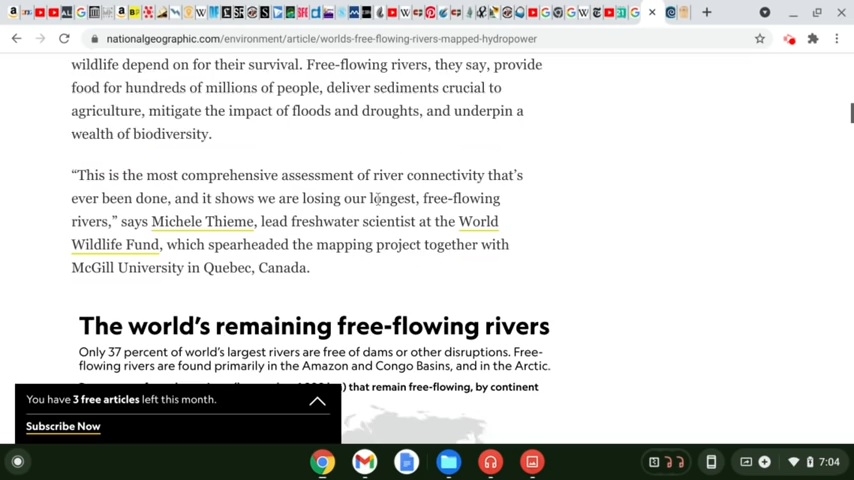 nationalgeographic.com/environment/article/worlds-free-flowing-rivers-mapped-hydropower
wildlife depend on for their survival. Free-flowing rivers, they say, provide
food for hundreds of millions of people, deliver sediments crucial to
agriculture, mitigate the impact of floods and droughts, and underpin a
wealth of biodiversity.
“This is the most comprehensive assessment of river connectivity that’s
ever been done, and it shows we are losing our longest, free-flowing
rivers,” says Michele Thieme, lead freshwater scientist at the World
Wildlife Fund, which spearheaded the mapping project together with
McGill University in Quebec, Canada.
The world’s remaining free-flowing rivers
Only 37 percent of world’s largest rivers are free of dams or other disruptions. Free-
flowing rivers are found primarily in the Amazon and Congo Basins, and in the Arctic.
that remain free-flowing, by continent
You have 3 free articles left this month.
Subscribe Now
7:04